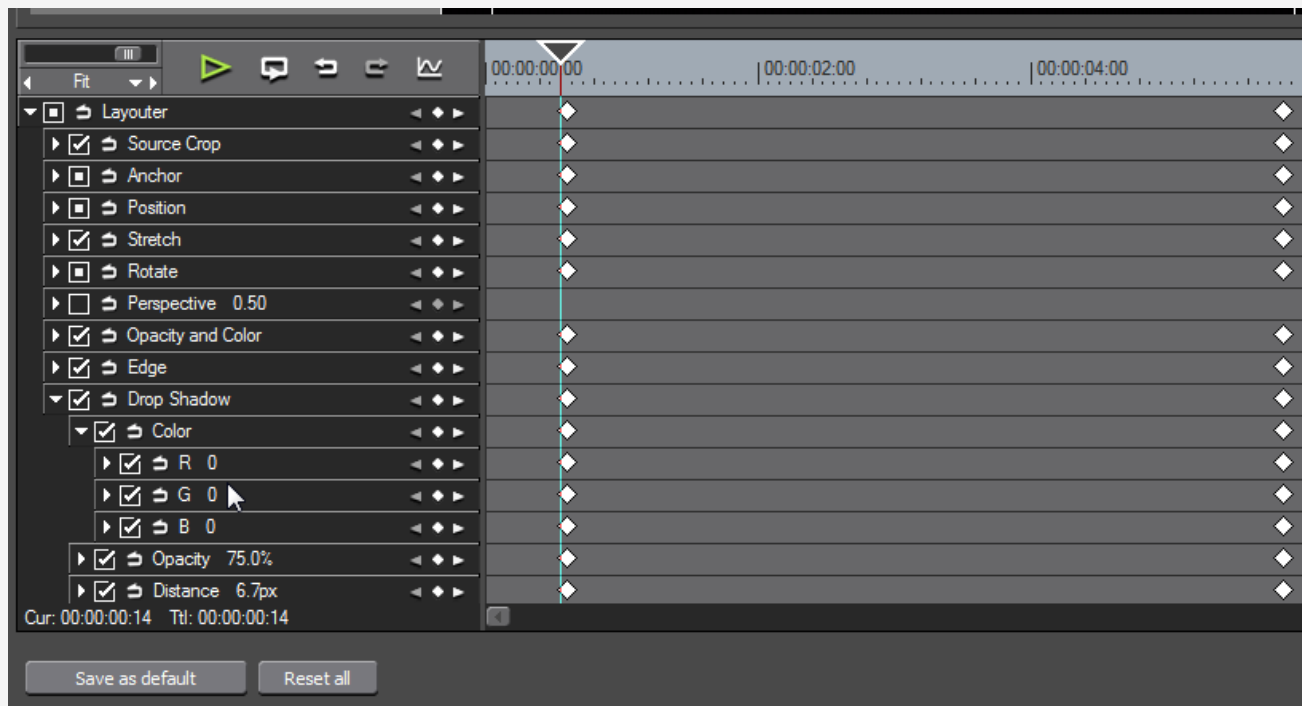 Fit
00:00:00:00 00:00:02:00 00:00:04:00
Layouter
Source Crop
Anchor
Position
Stretch
Rotate
Perspective 0.50
Opacity and Color
Edge
Drop Shadow
Color
R 0
G 0
B 0
Opacity 75.0%
Distance 6.7px
Cur: 00:00:00:14 Ttl: 00:00:00:14
Save as default Reset all